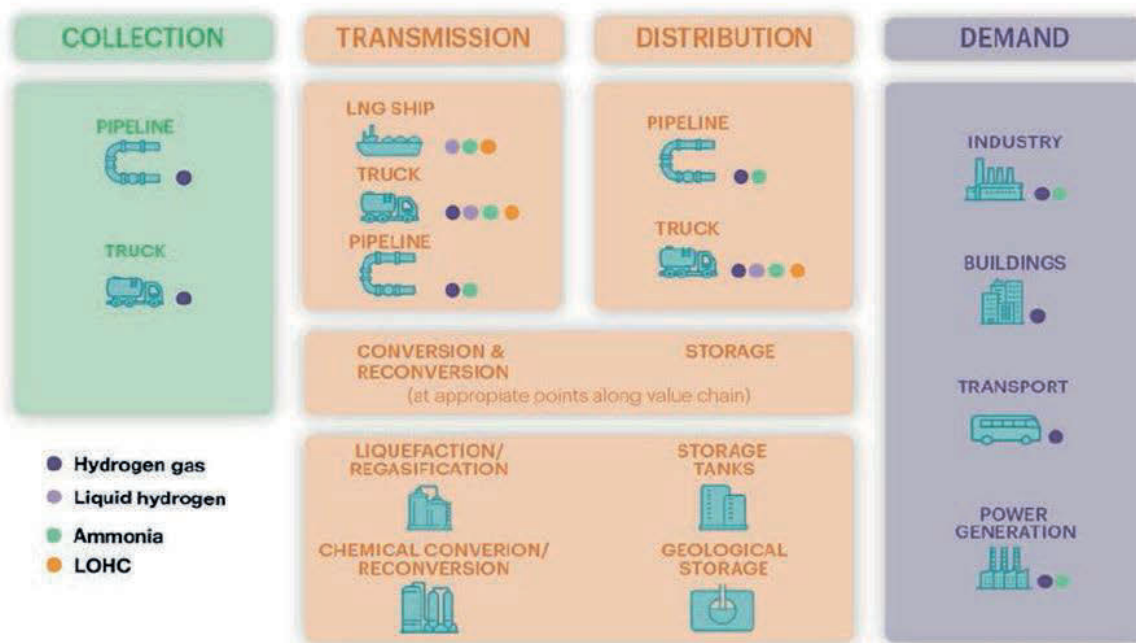 COLLECTION
TRANSMISSION
DISTRIBUTION
DEMAND
PIPELINE
TRUCK
LNG SHIP
TRUCK
PIPELINE
PIPELINE
TRUCK
CONVERSION &
RECONVERSION
STORAGE
(at appropiate points along value chain)
LIQUEFACTION/
REGASIFICATION
STORAGE
TANKS
CHEMICAL CONVERION/
RECONVERSION
GEOLOGICAL
STORAGE
INDUSTRY
BUILDINGS
TRANSPORT
POWER
GENERATION
Hydrogen gas
Liquid hydrogen
Ammonia
LOHC